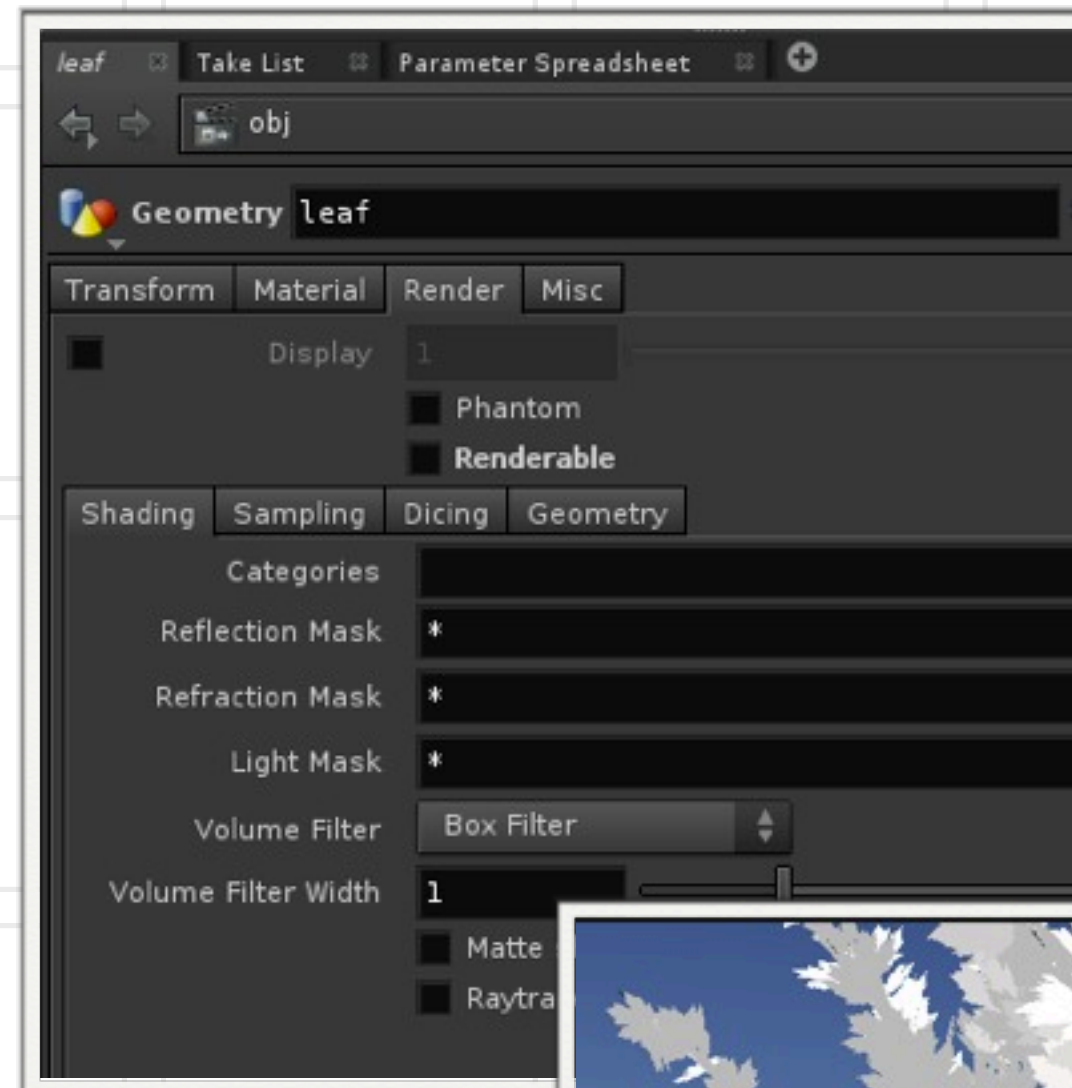 leaf Take List Parameter Spreadsheet
obj
Geometry leaf
Transform Material Render Misc
Display 1
Phantom
Renderable
Shading Sampling Dicing Geometry
Categories
Reflection Mask *
Refraction Mask *
Light Mask *
Volume Filter Box Filter
Volume Filter Width 1
Matte
Raytra